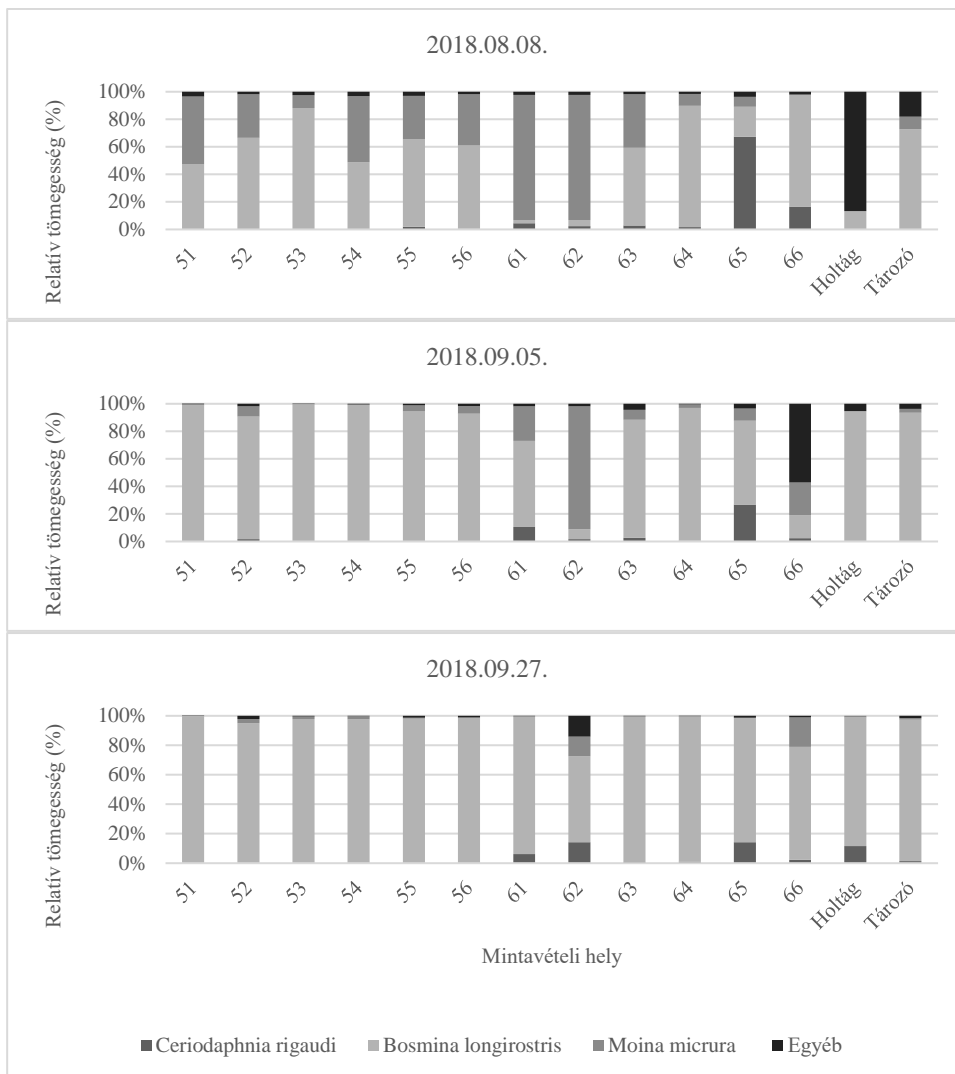 2018.08.08.
Relatív tömegesség (%)
100%
80%
60%
40%
20%
0%
51 52 53 54 55 56 61 62 63 64 65 66 Holtág Tározó
2018.09.05.
Relatív tömegesség (%)
100%
80%
60%
40%
20%
0%
51 52 53 54 55 56 61 62 63 64 65 66 Holtág Tározó
2018.09.27.
Relatív tömegesség (%)
100%
80%
60%
40%
20%
0%
51 52 53 54 55 56 61 62 63 64 65 66 Holtág Tározó
Mintavételi hely
Ceriodaphnia rigaudi Bosmina longirostris Moina micrura Egyéb